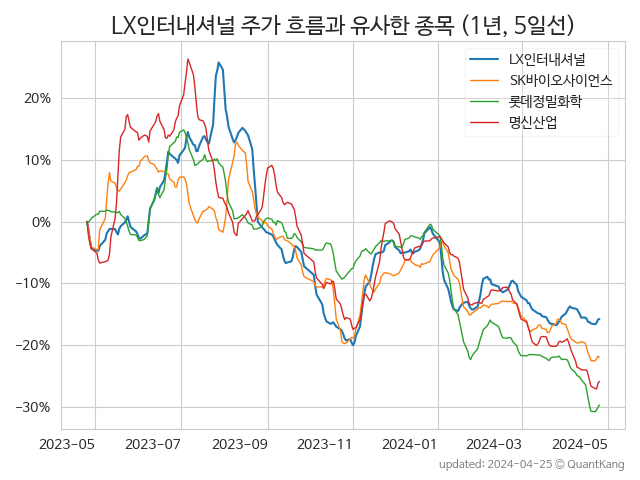 LX인터내셔널 주가 흐름과 유사한 종목 (1년, 5일선)
LX인터내셔널
SK바이오사이언스
롯데정밀화학
명신산업
20%
10%
0%
−10%
−20%
−30%
2023-05 2023-07 2023-09 2023-11 2024-01 2024-03 2024-05
updated: 2024-04-25 © QuantKang